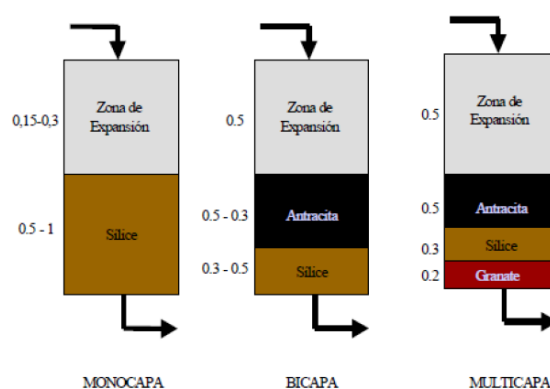 Zona de
Expansión
0,15-0,3
0.5 - 1
Sílice
MONOCAPA
Zona de
Expansión
0.5
0.5 - 0.3
Antracita
0.3 - 0.5
Sílice
BICAPA
Zona de
Expansión
0.5
0.5
Antracita
0.3
Sílice
0.2
Granate
MULTICAPA